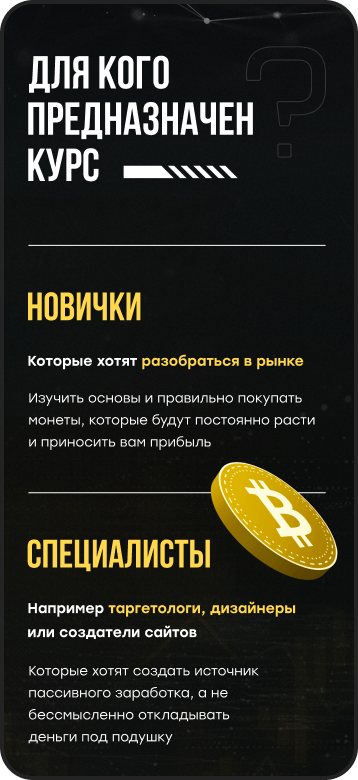 ДЛЯ КОГО
ПРЕДНАЗНАЧЕН
КУРС
НОВИЧКИ
Которые хотят разобраться в рынке
Изучить основы и правильно покупать
монеты, которые будут постоянно расти
и приносить вам прибыль
СПЕЦИАЛИСТЫ
Например таргетологи, дизайнеры
или создатели сайтов
Которые хотят создать источник
пассивного заработка, а не
бессмысленно откладывать
деньги под подушку